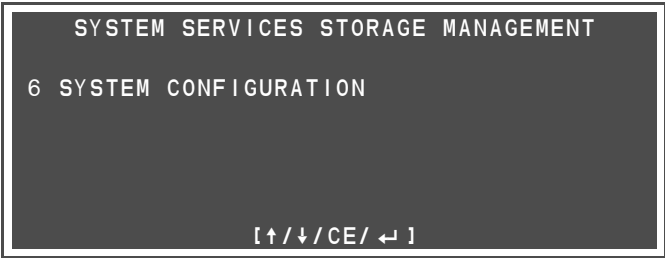 SYSTEM SERVICES STORAGE MANAGEMENT
6 SYSTEM CONFIGURATION
[↑/↓/CE/ ↵ ]